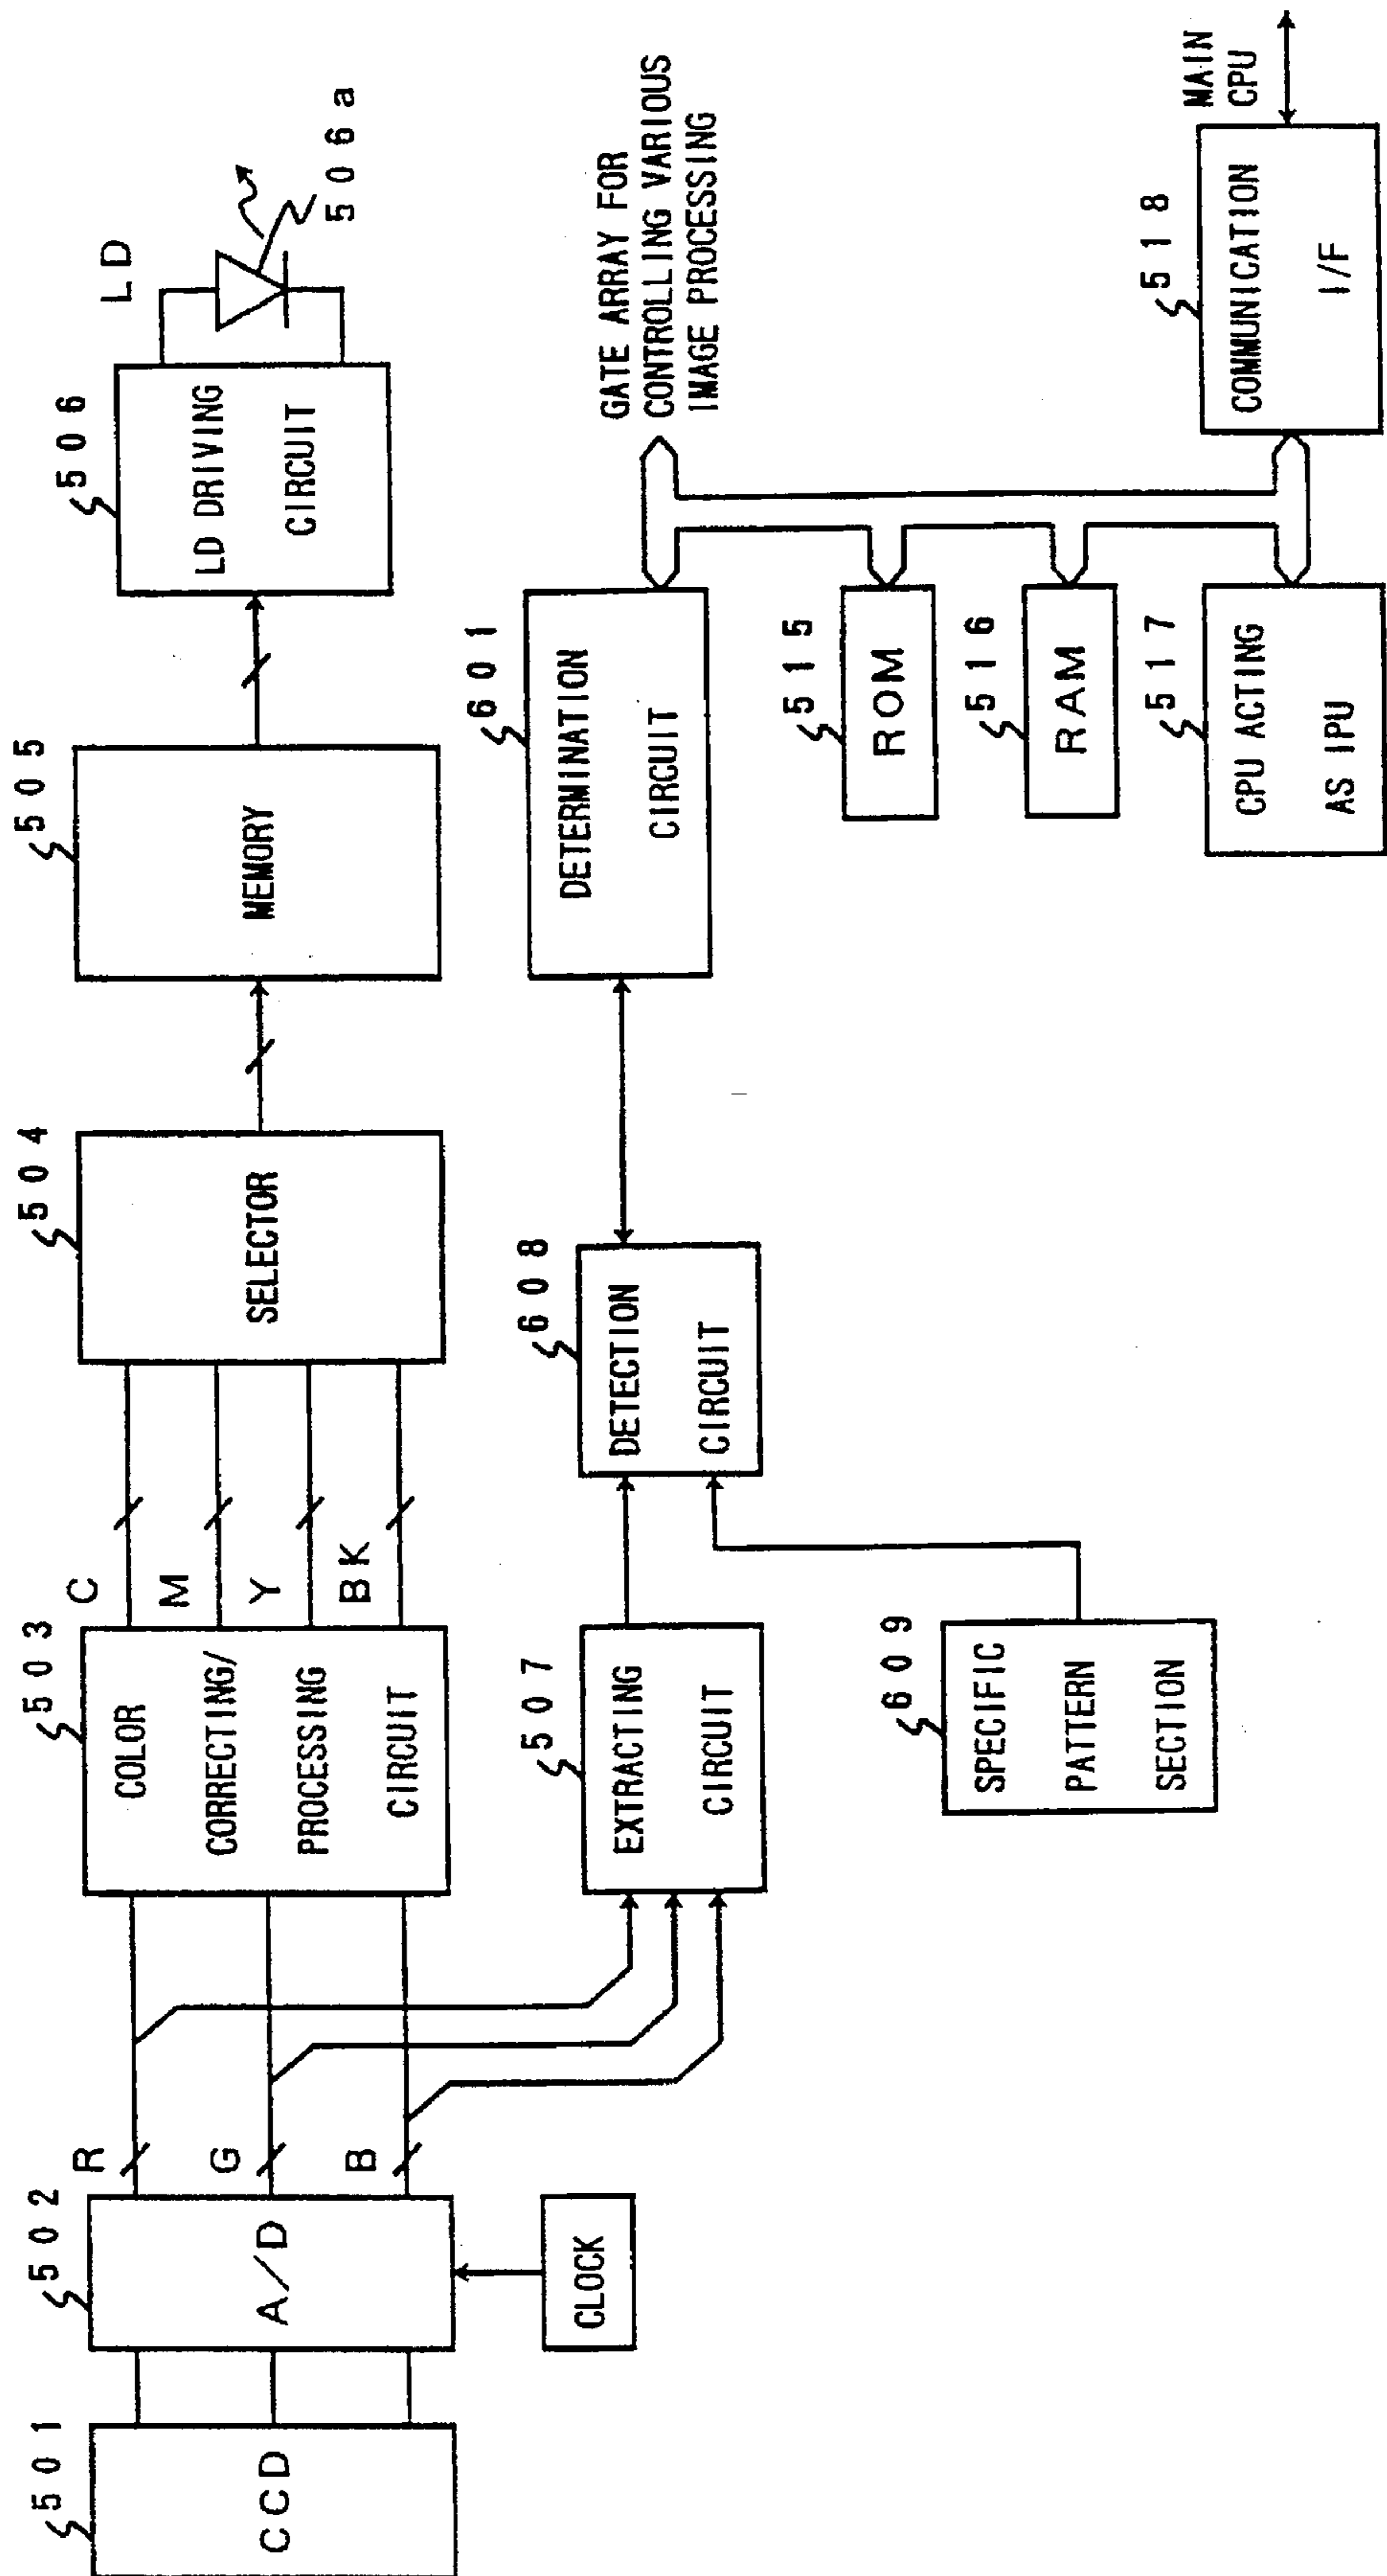 501
CCD
502
A/D
CLOCK
R
G
B
503
COLOR
CORRECTING/
PROCESSING
CIRCUIT
C
M
Y
BK
504
SELECTOR
505
MEMORY
506
LD DRIVING
CIRCUIT
LD
506a
507
EXTRACTING
CIRCUIT
608
DETECTION
CIRCUIT
609
SPECIFIC
PATTERN
SECTION
601
DETERMINATION
CIRCUIT
GATE ARRAY FOR
CONTROLLING VARIOUS
IMAGE PROCESSING
515
ROM
516
RAM
517
CPU ACTING
AS IPU
518
COMMUNICATION
I/F
MAIN
CPU